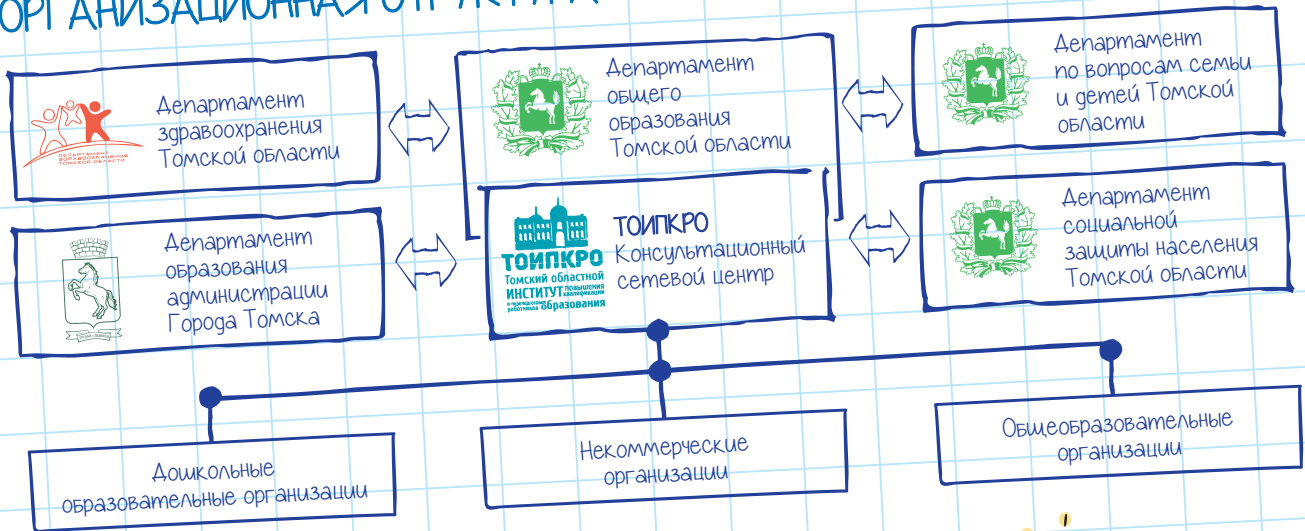 ОРГАНИЗАЦИОННАЯ СТРУКТУРА
Департамент
здравоохранения
Томской области
ДЕПАРТАМЕНТ
ЗДРАВООХРАНЕНИЯ
ТОМСКОЙ ОБЛАСТИ
Департамент
общего
образования
Томской области
Департамент
по вопросам семьи
и детей Томской
области
Департамент
образования
администрации
Города Томска
ТОИПКРО
Томский областной
ИНСТИТУТ повышения
квалификации
и переподготовки
работников образования
ТОИПКРО
Консультационный
сетевой центр
Департамент
социальной
защиты населения
Томской области
Дошкольные
образовательные организации
Некоммерческие
организации
Общеобразовательные
организации